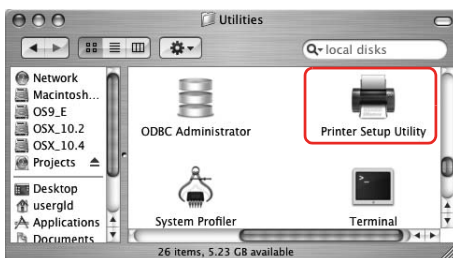 Utilities
local disks
Network
Macintosh...
OS9_E
OSX_10.2
OSX_10.4
Projects
Desktop
usergld
Applications
Documents
ODBC Administrator
Printer Setup Utility
System Profiler
Terminal
26 items, 5.23 GB available